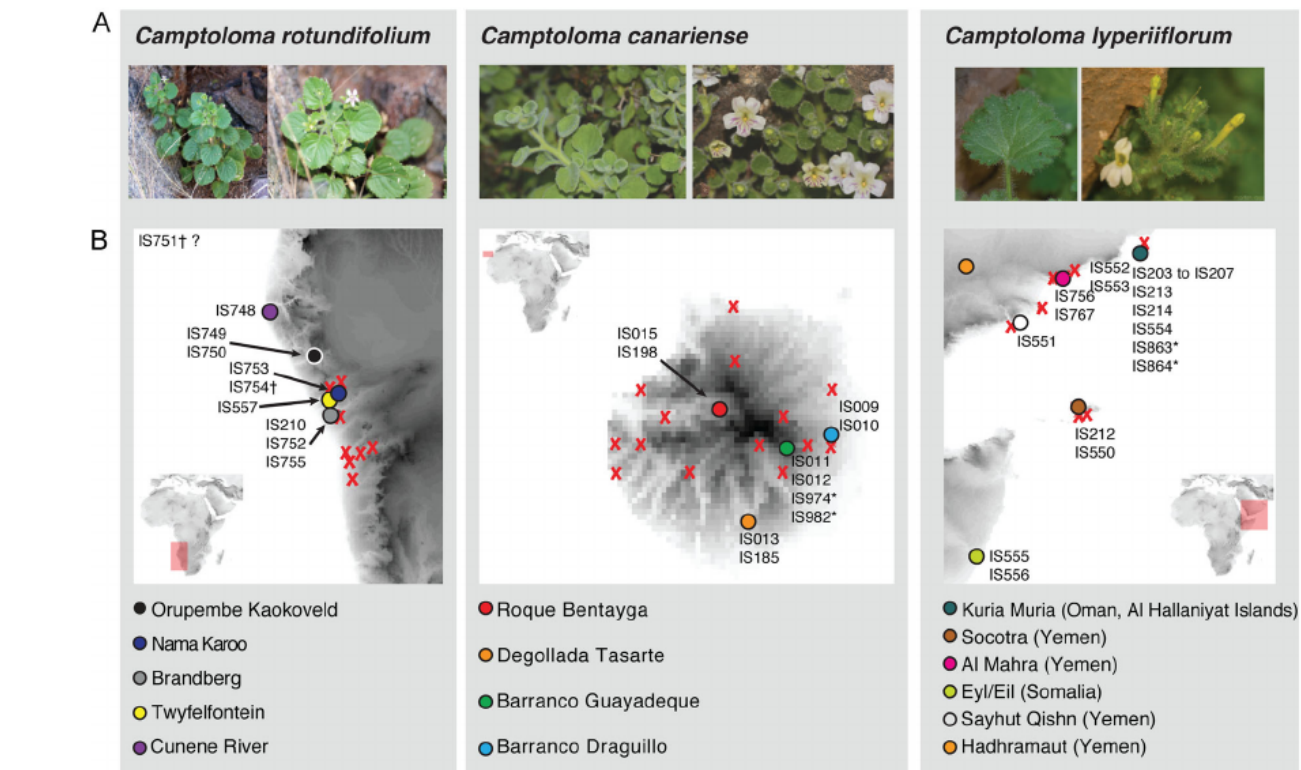 A
Camptoloma rotundifolium
Camptoloma canariense
Camptoloma lyperiiflorum
B
IS751† ?
IS748
IS749
IS750
IS753
IS754†
IS557
IS210
IS752
IS755
Orupembe Kaokoveld
Nama Karoo
Brandberg
Twyfelfontein
Cunene River
IS015
IS198
IS009
IS010
IS011
IS012
IS974*
IS982*
IS013
IS185
Roque Bentayga
Degollada Tasarte
Barranco Guayadeque
Barranco Draguillo
IS552
IS553
IS203 to IS207
IS213
IS214
IS554
IS863*
IS864*
IS756
IS767
IS551
IS212
IS550
IS555
IS556
Kuria Muria (Oman, Al Hallaniyat Islands)
Socotra (Yemen)
Al Mahra (Yemen)
Eyl/Eil (Somalia)
Sayhut Qishn (Yemen)
Hadhramaut (Yemen)